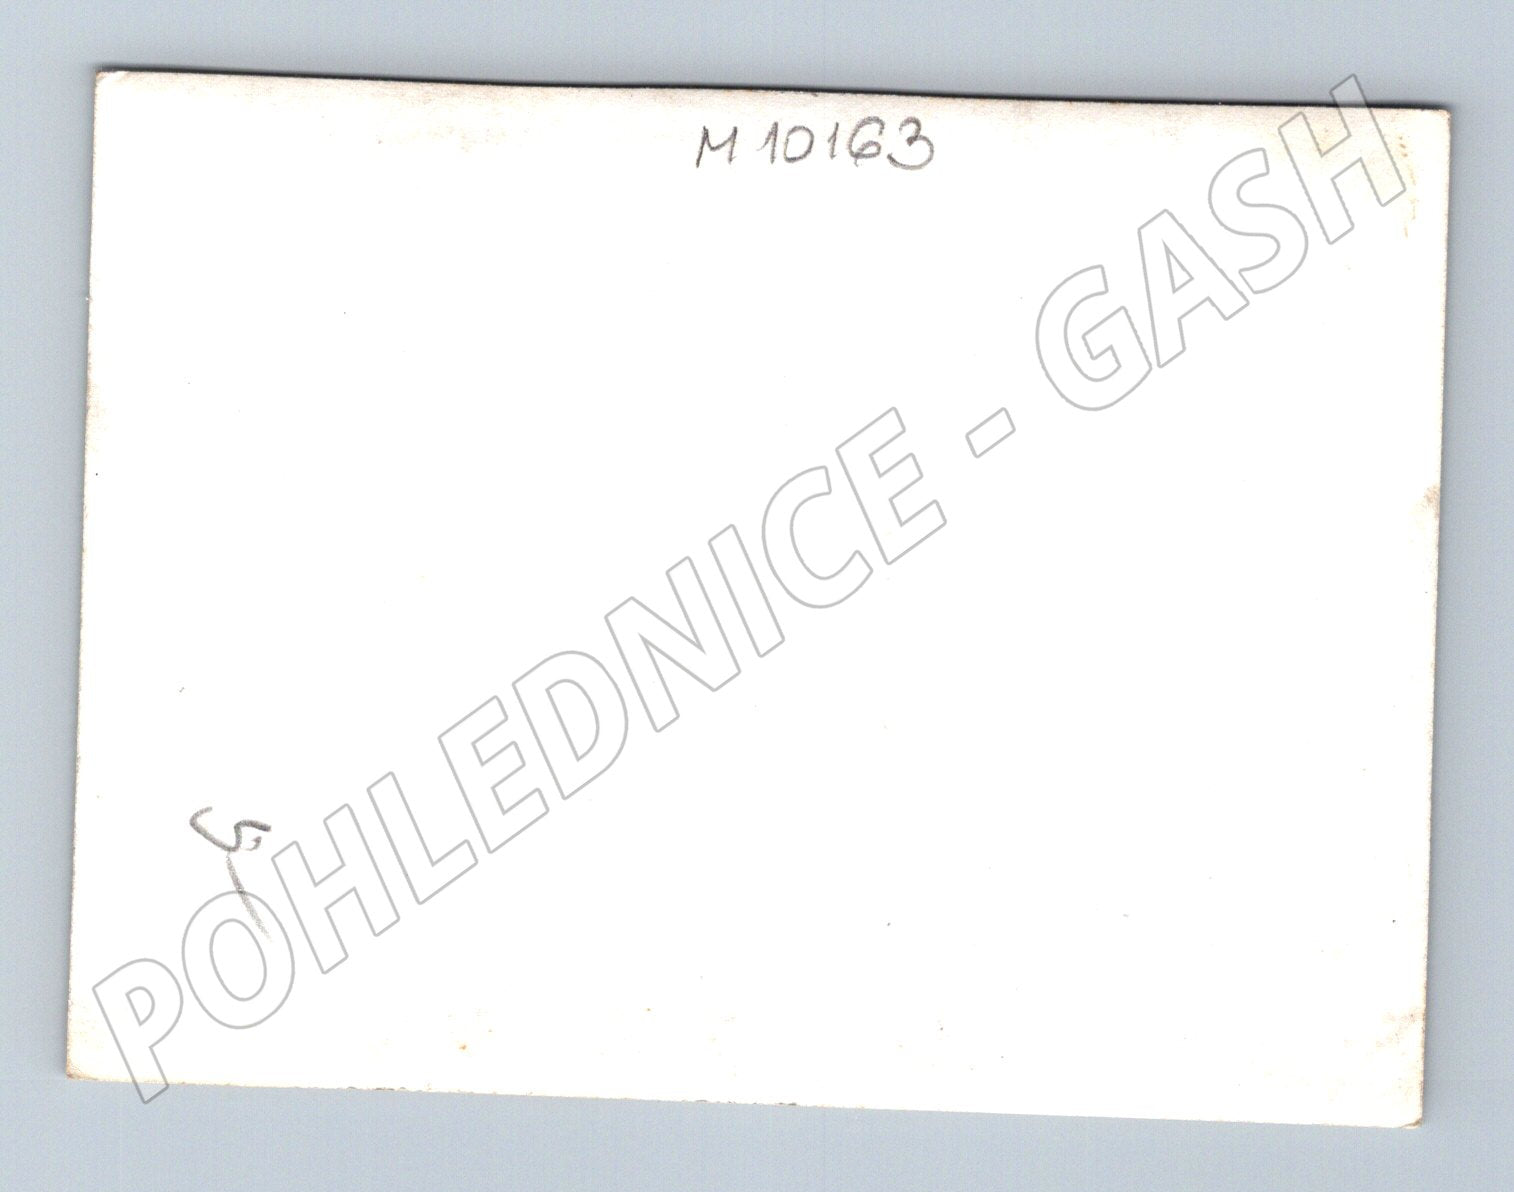 M 10163
POHLEDNICE - GASH